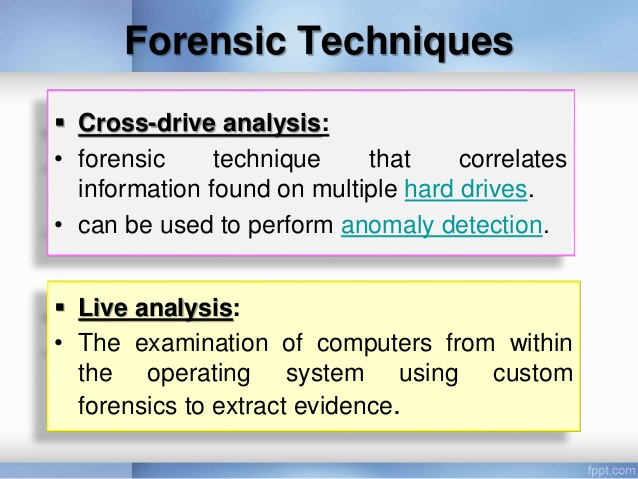 Forensic Techniques
▪ Cross-drive analysis:
• forensic technique that correlates
information found on multiple hard drives.
• can be used to perform anomaly detection.
▪ Live analysis:
• The examination of computers from within
the operating system using custom
forensics to extract evidence.
fppt.com